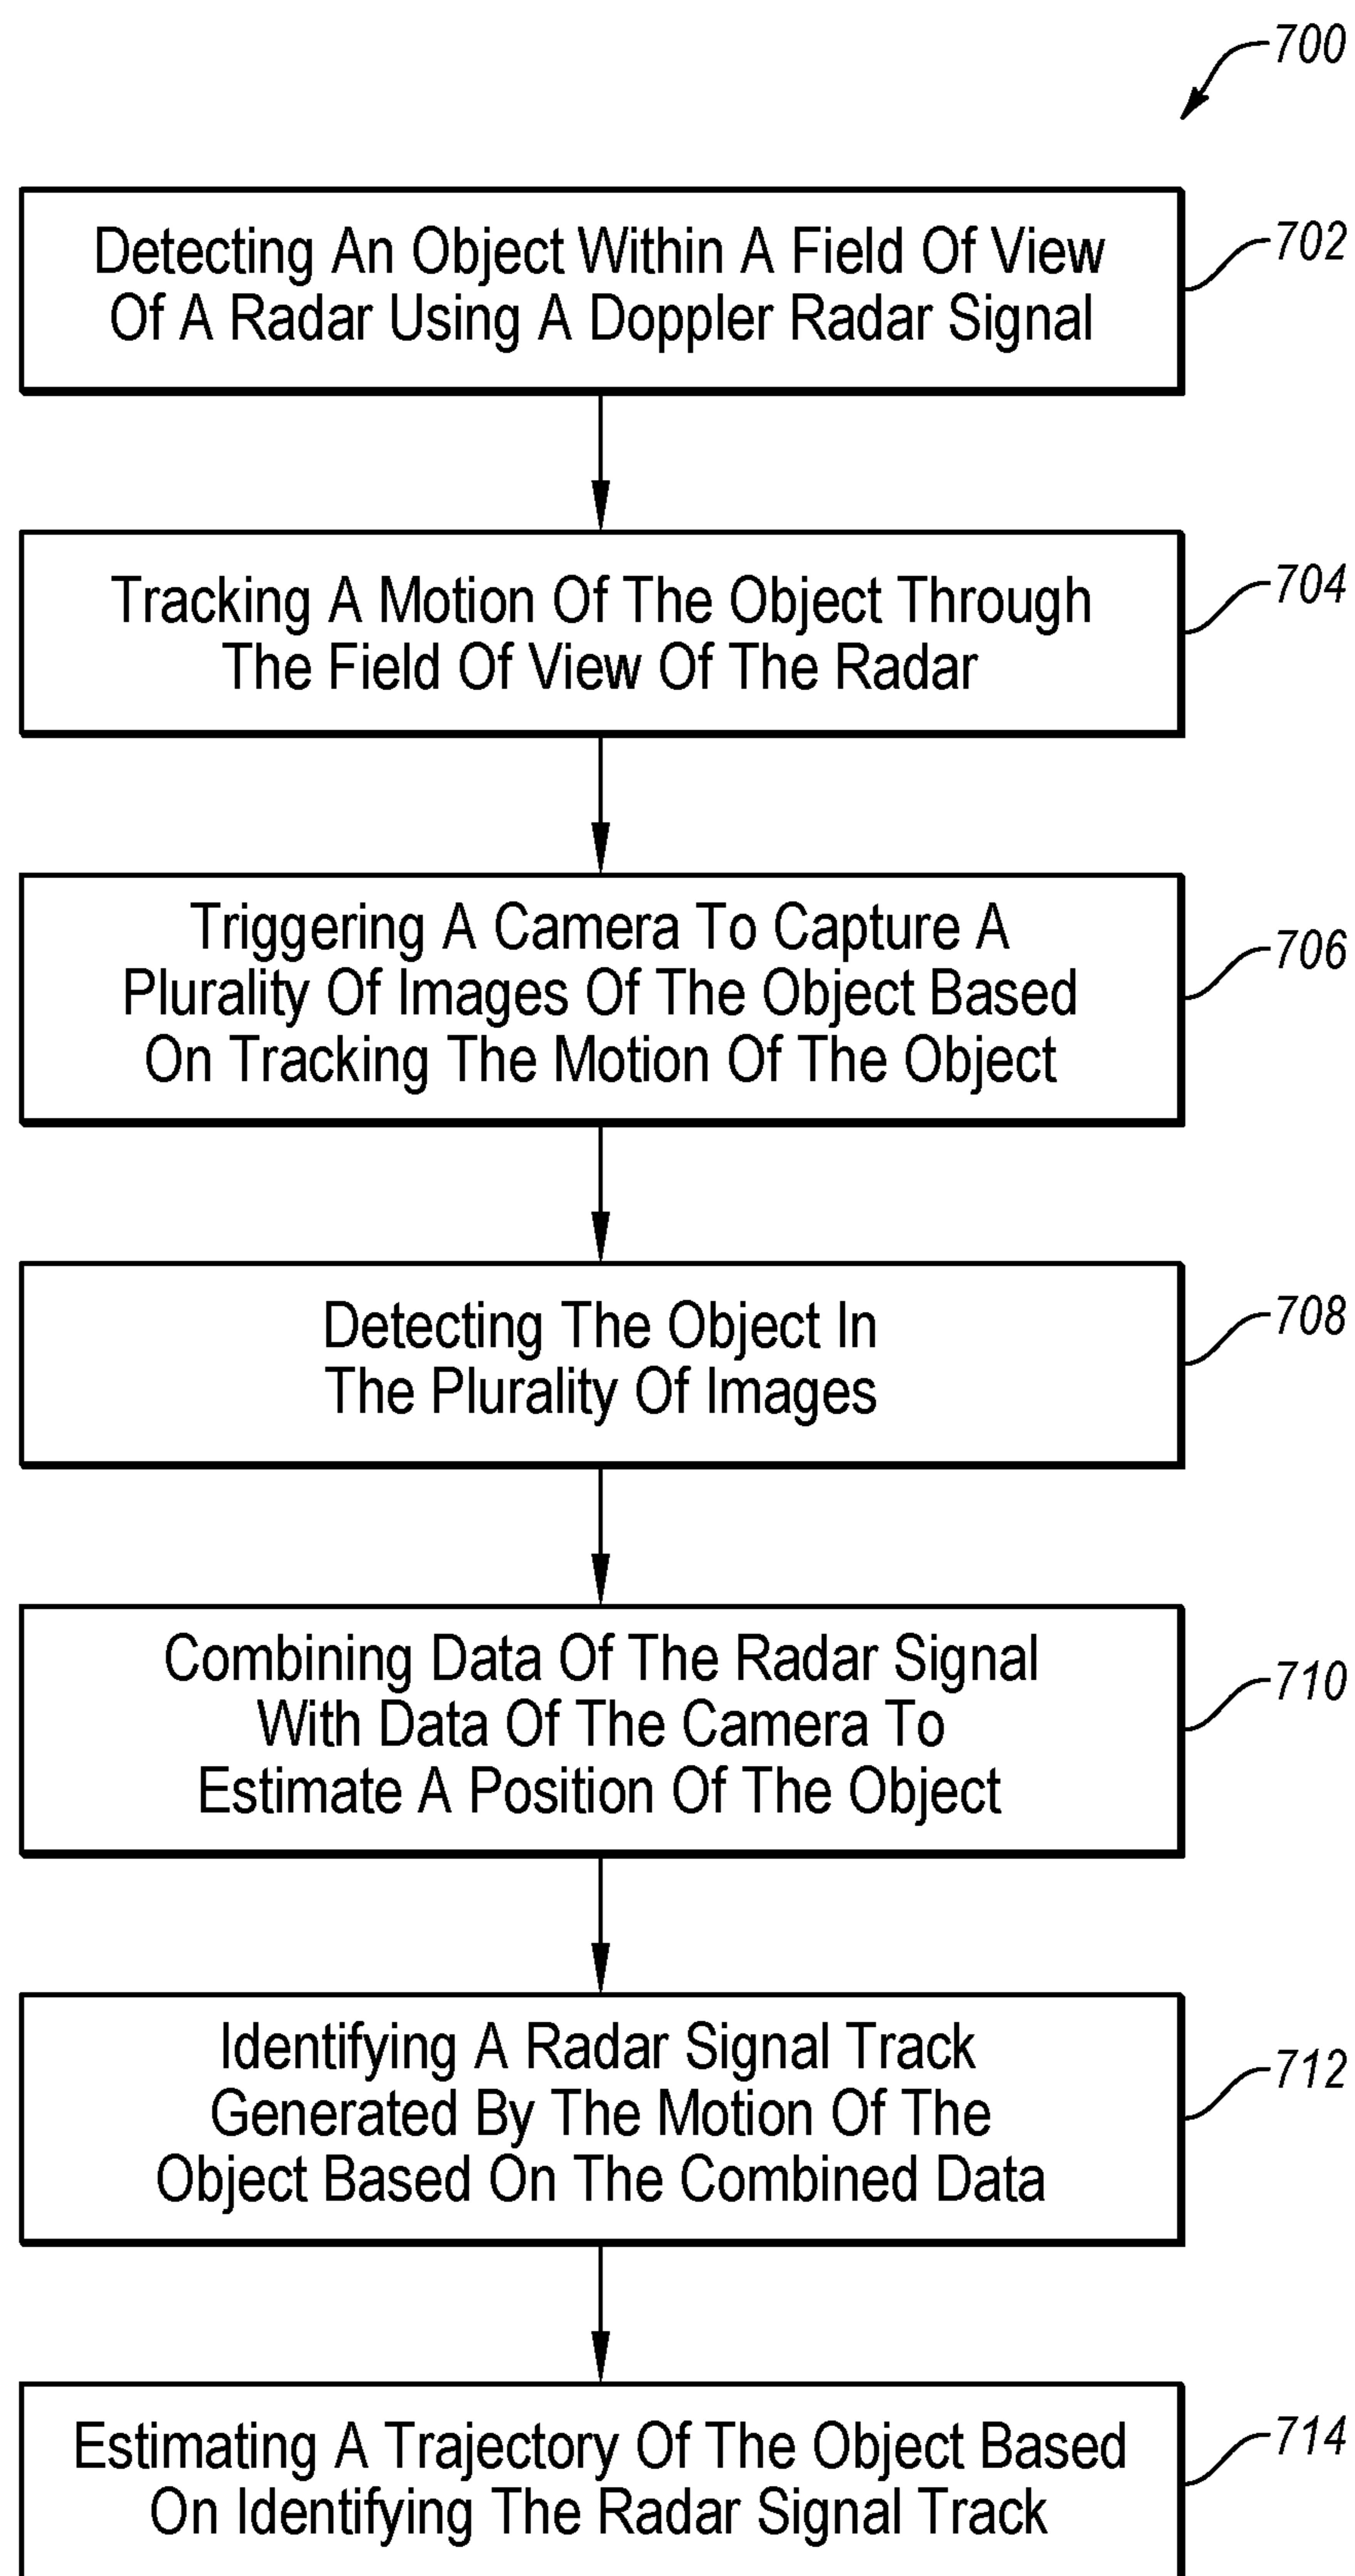 700
Detecting An Object Within A Field Of View
Of A Radar Using A Doppler Radar Signal
702
Tracking A Motion Of The Object Through
The Field Of View Of The Radar
704
Triggering A Camera To Capture A
Plurality Of Images Of The Object Based
On Tracking The Motion Of The Object
706
Detecting The Object In
The Plurality Of Images
708
Combining Data Of The Radar Signal
With Data Of The Camera To
Estimate A Position Of The Object
710
Identifying A Radar Signal Track
Generated By The Motion Of The
Object Based On The Combined Data
712
Estimating A Trajectory Of The Object Based
On Identifying The Radar Signal Track
714